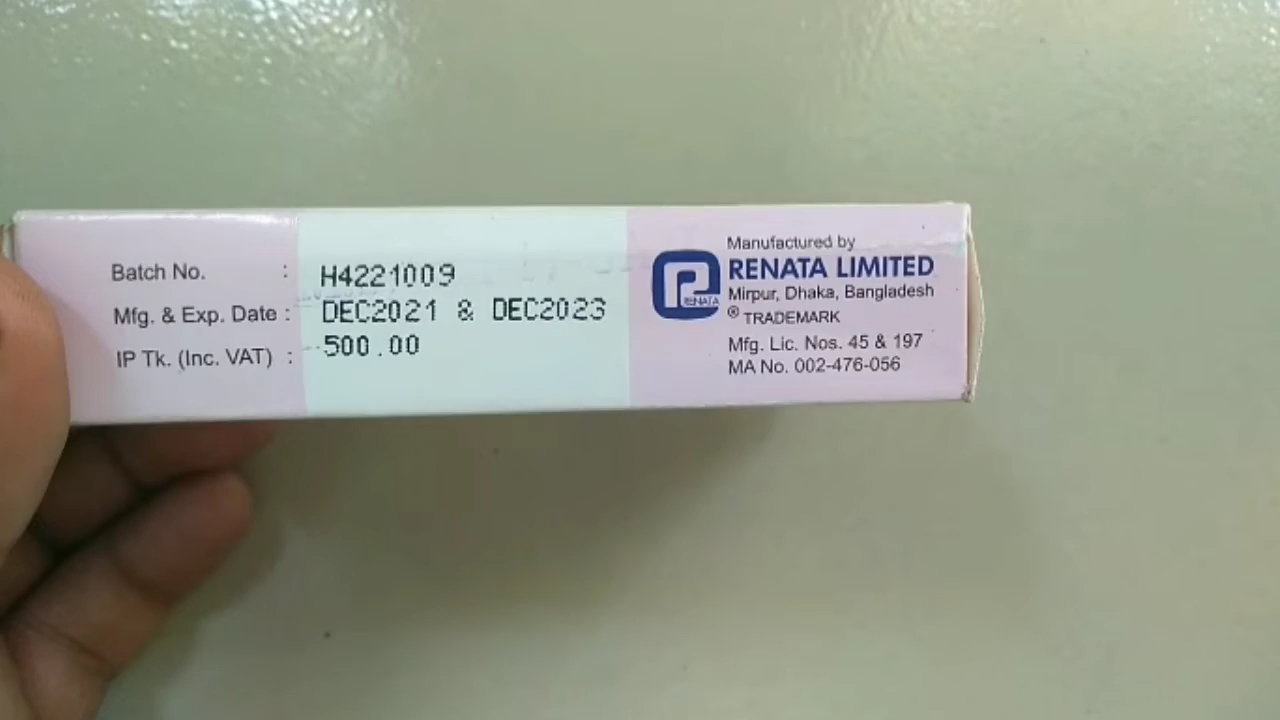 Batch No. : H4221009
Mfg. & Exp. Date : DEC2021 & DEC2023
IP Tk. (Inc. VAT) : 500.00
Manufactured by
RENATA LIMITED
RENATA
Mirpur, Dhaka, Bangladesh
® TRADEMARK
Mfg. Lic. Nos. 45 & 197
MA No. 002-476-056